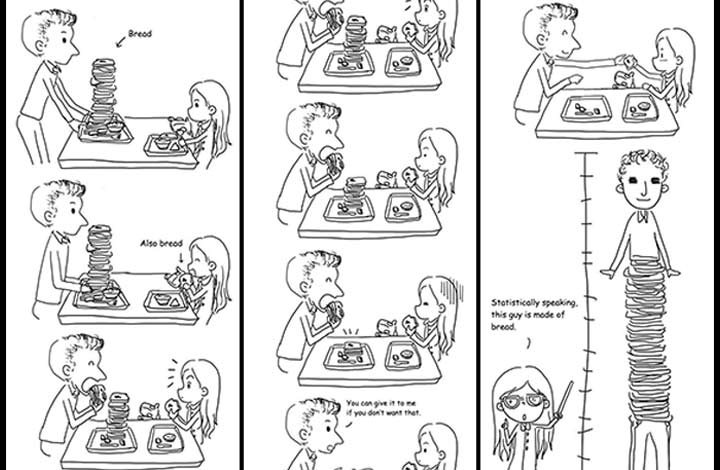 Bread
Also bread
You can give it to me
if you don't want that.
Statistically speaking,
this guy is made of
bread.